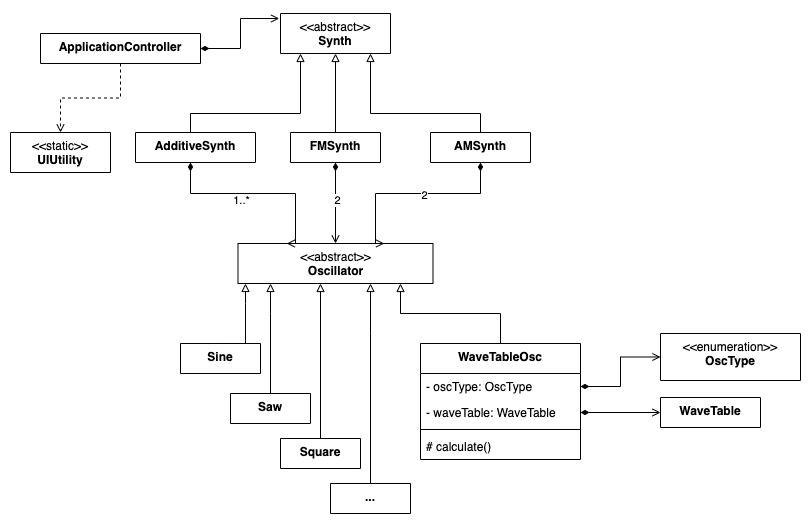 <<abstract>>
Synth
ApplicationController
<<static>>
UIUtility
AdditiveSynth
FMSynth
AMSynth
1..*
2
2
<<abstract>>
Oscillator
Sine
Saw
Square
...
WaveTableOsc
- oscType: OscType
- waveTable: WaveTable
# calculate()
<<enumeration>>
OscType
WaveTable